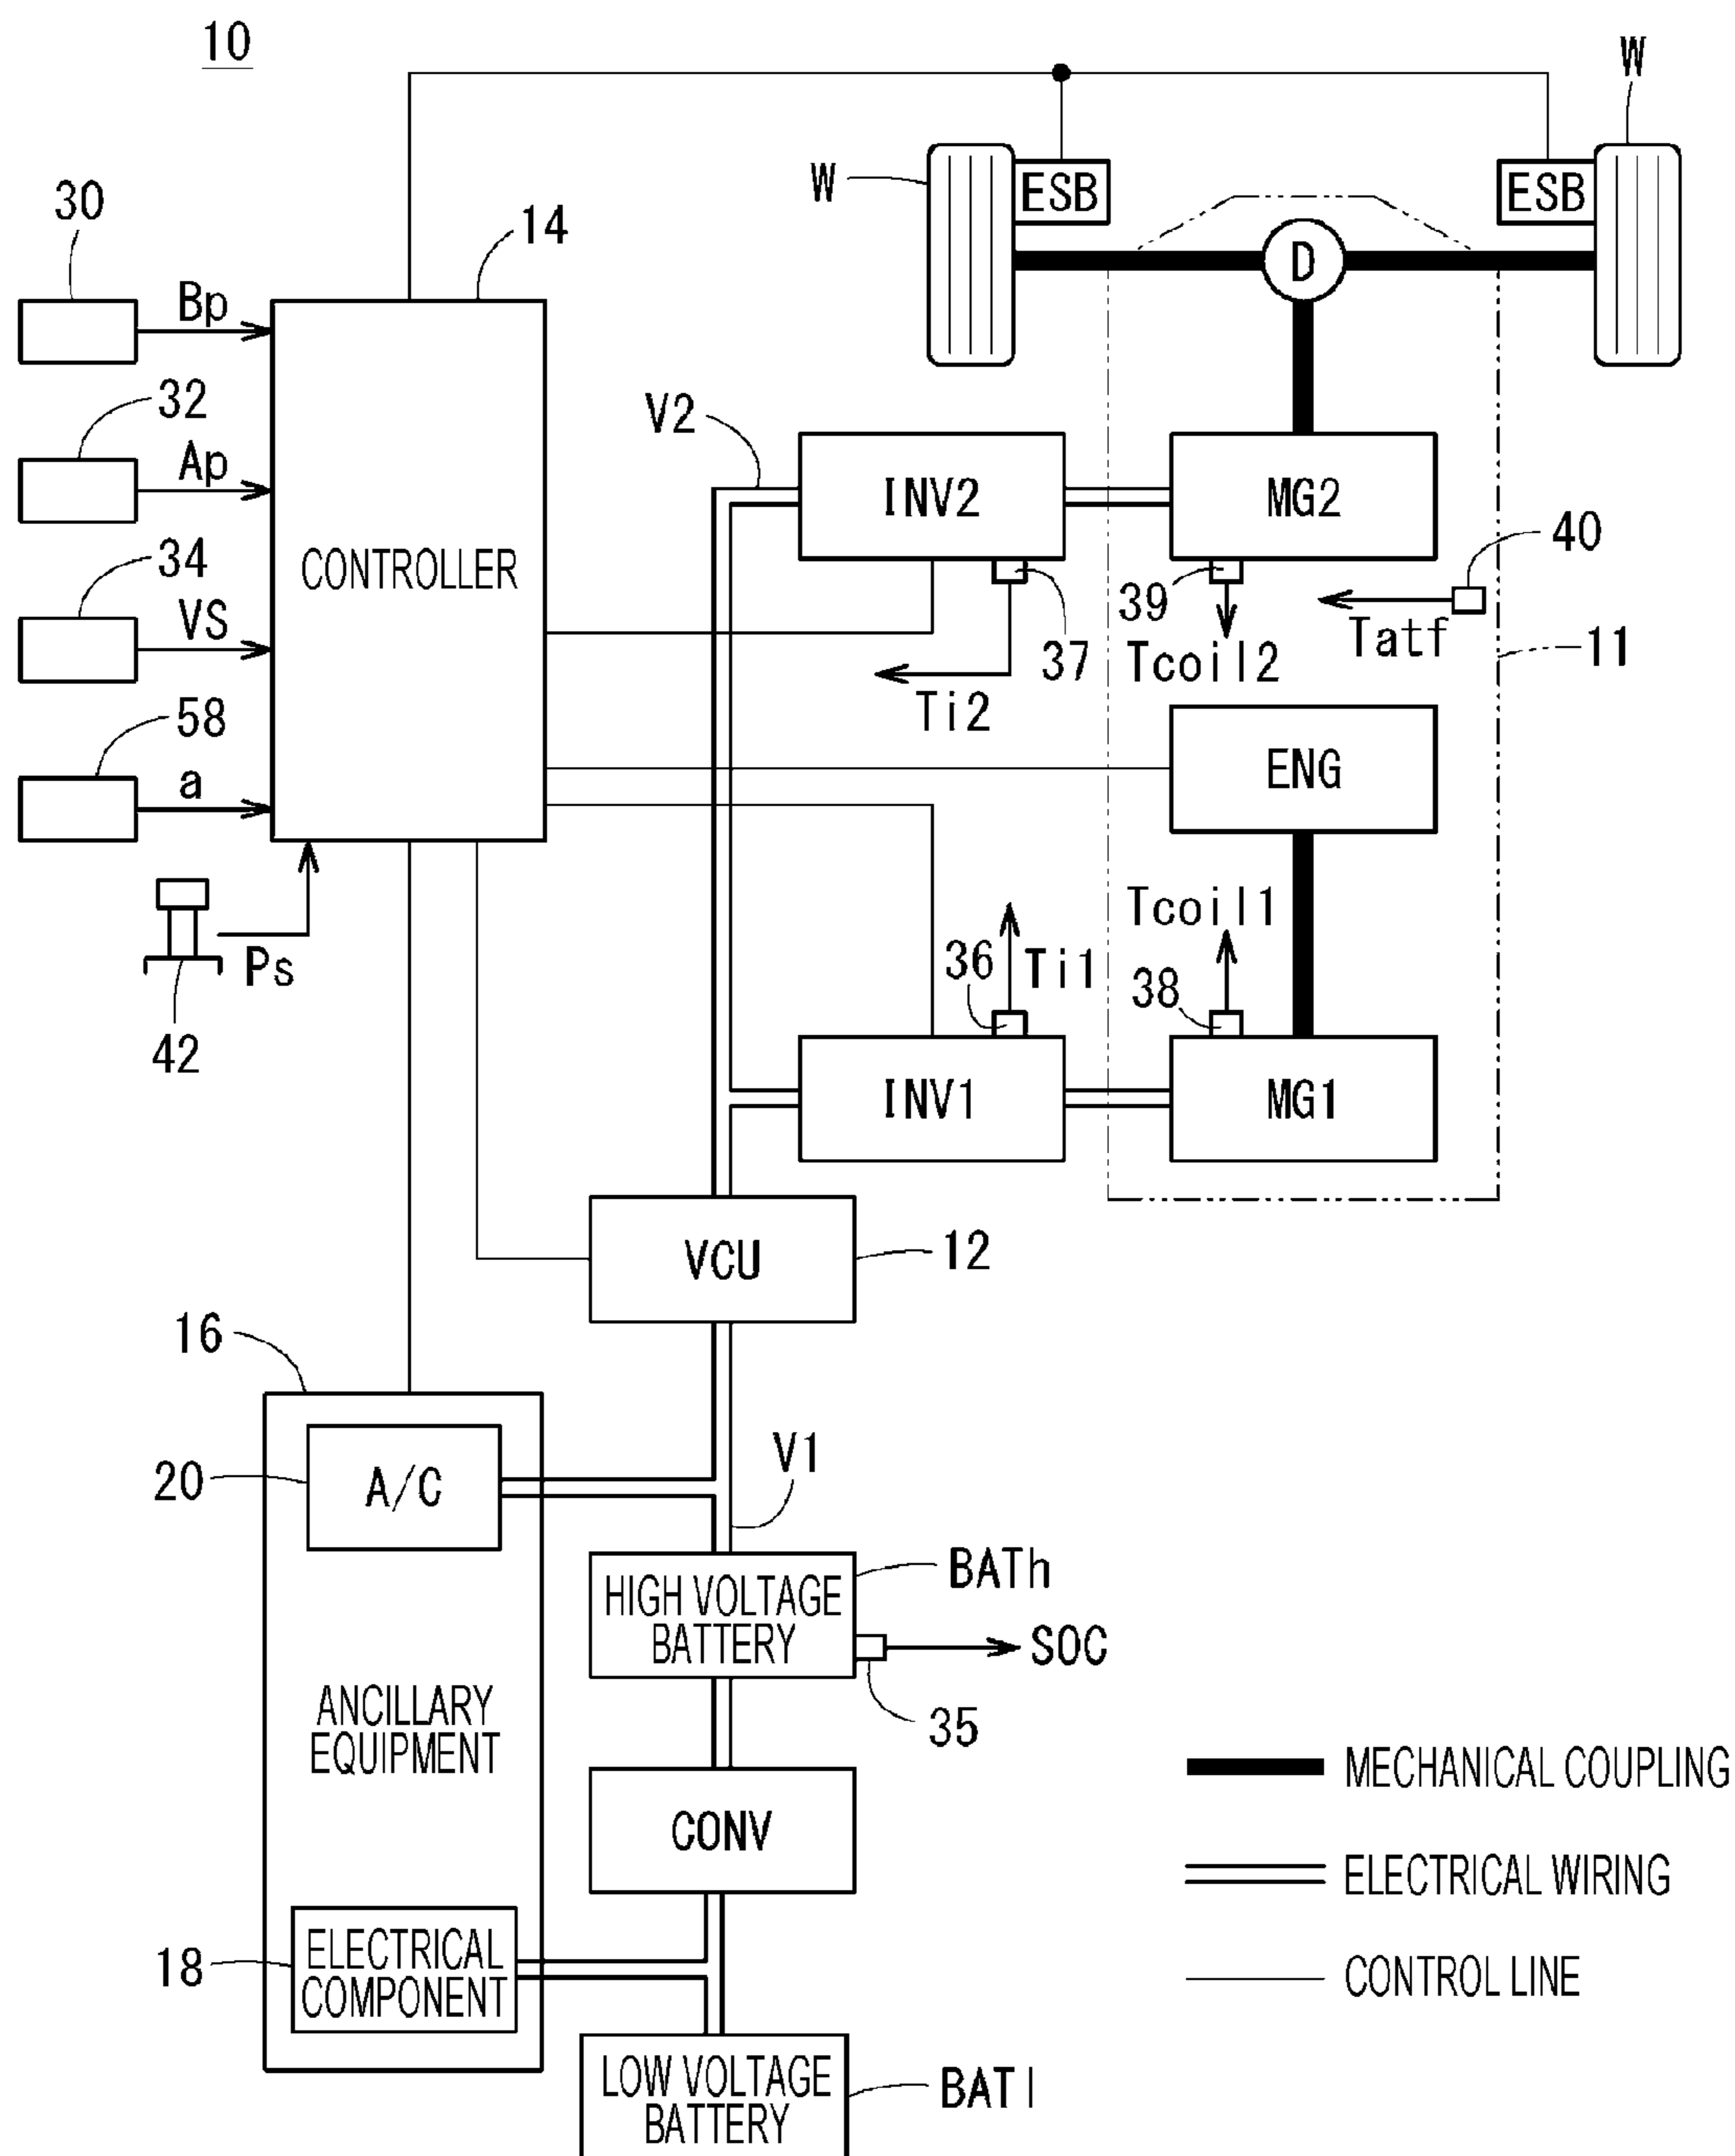 10
W
W
ESB
ESB
30
14
Bp
D
32
V2
Ap
INV2
MG2
40
34
CONTROLLER
39
VS
37
Tcoil2
Tatf
11
58
Ti2
a
ENG
Tcoil1
Ps
36
Ti1
38
42
INV1
MG1
VCU
12
16
V1
20
A/C
BATh
HIGH VOLTAGE
BATTERY
SOC
ANCILLARY
EQUIPMENT
35
MECHANICAL COUPLING
CONV
ELECTRICAL WIRING
18
ELECTRICAL
COMPONENT
CONTROL LINE
LOW VOLTAGE
BATTERY
BATl